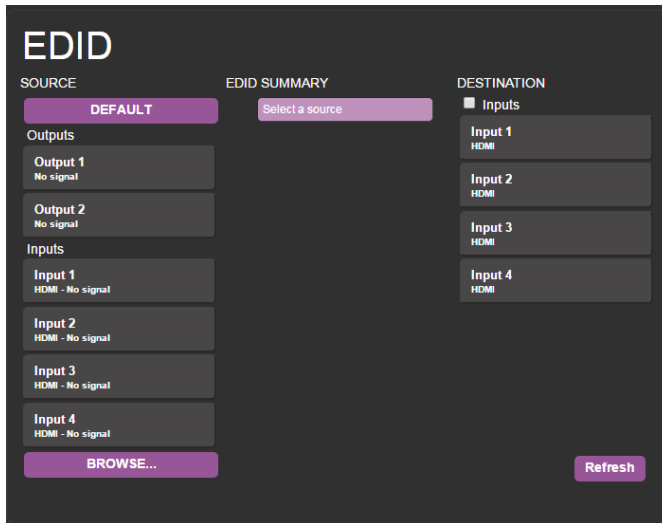 EDID
SOURCE
DEFAULT
Outputs
Output 1
No signal
Output 2
No signal
Inputs
Input 1
HDMI - No signal
Input 2
HDMI - No signal
Input 3
HDMI - No signal
Input 4
HDMI - No signal
BROWSE...
EDID SUMMARY
Select a source
DESTINATION
Inputs
Input 1
HDMI
Input 2
HDMI
Input 3
HDMI
Input 4
HDMI
Refresh